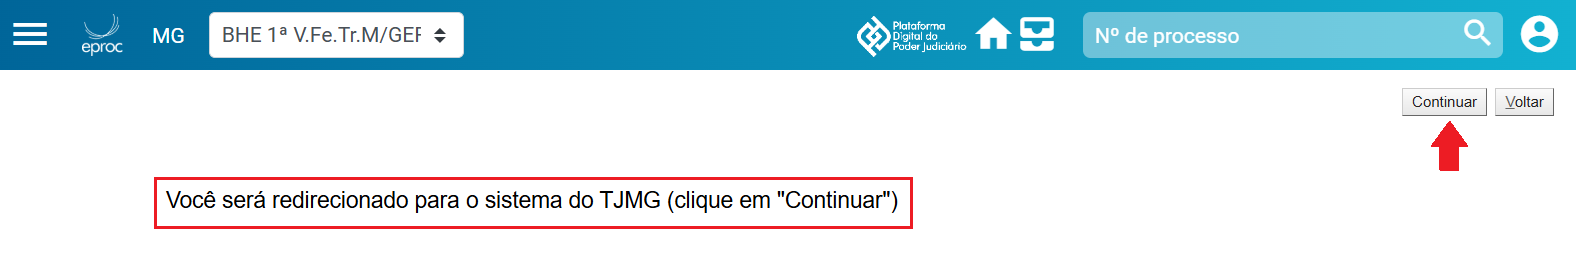 eproc
MG
BHE 1ª V.Fe.Tr.M/GEF
Plataforma
Digital do
Poder Judiciário
Nº de processo
Continuar
Voltar
Você será redirecionado para o sistema do TJMG (clique em "Continuar")